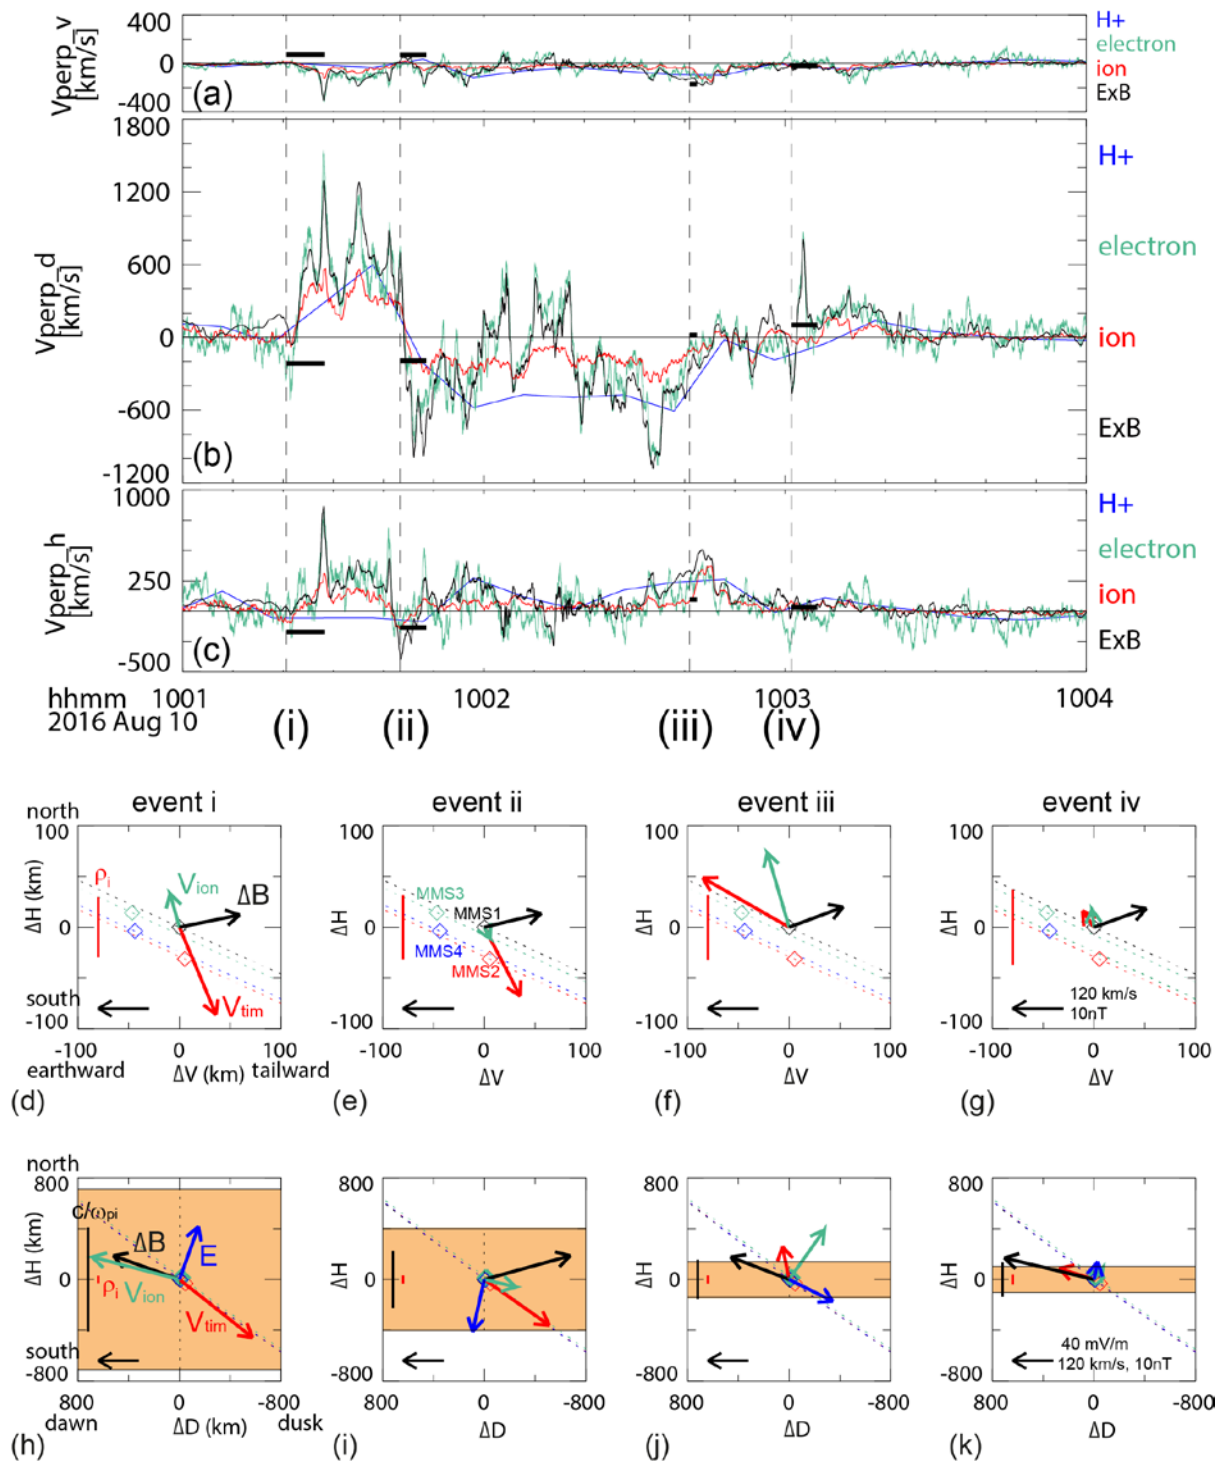 400
0
-400
Vperp_v
[km/s]
(a)
H+
electron
ion
ExB
1800
1200
600
0
-600
-1200
Vperp_d
[km/s]
(b)
H+
electron
ion
ExB
1000
250
0
-500
Vperp_h
[km/s]
(c)
H+
electron
ion
ExB
hhmm
2016 Aug 10
1001 1002 1003 1004
(i) (ii) (iii) (iv)
event i
north
100
0
-100
ΔH (km)
ρi
Vion
ΔB
Vtim
south
-100 0 100
earthward ΔV (km) tailward
(d)
event ii
100
0
-100
ΔH
MMS3
MMS1
MMS4
MMS2
-100 0 100
ΔV
(e)
event iii
100
0
-100
ΔH
-100 0 100
ΔV
(f)
event iv
100
0
-100
ΔH
120 km/s
10nT
-100 0 100
ΔV
(g)
north
800
0
-800
ΔH (km)
c/ωpi
ΔB
E
ρi
Vion
Vtim
south
800 0 -800
dawn ΔD (km) dusk
(h)
800
0
-800
ΔH
800 0 -800
ΔD
(i)
800
0
-800
ΔH
800 0 -800
ΔD
(j)
800
0
-800
ΔH
40 mV/m
120 km/s, 10nT
800 0 -800
ΔD
(k)